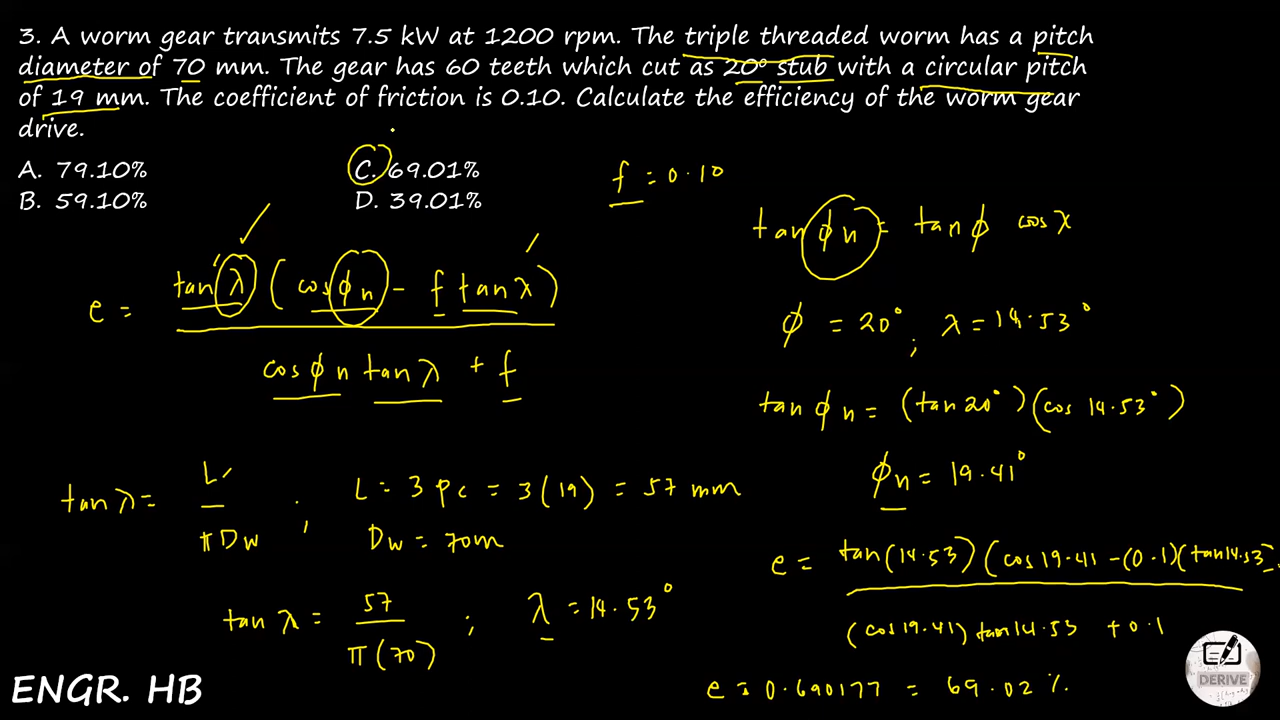 3. A worm gear transmits 7.5 kW at 1200 rpm. The triple threaded worm has a pitch
diameter of 70 mm. The gear has 60 teeth which cut as 20° stub with a circular pitch
of 19 mm. The coefficient of friction is 0.10. Calculate the efficiency of the worm gear
drive.
A. 79.10%
C. 69.01%
B. 59.10%
D. 39.01%
f = 0.10
e = tan λ (cos ϕn - f tan λ)
cos ϕn tan λ + f
tan λ = L / π Dw ; L = 3 pc = 3(19) = 57 mm
Dw = 70m
tan λ = 57 / π(70) ; λ = 14.53°
tan ϕn = tan ϕ cos λ
ϕ = 20° ; λ = 14.53°
tan ϕn = (tan 20°)(cos 14.53°)
ϕn = 19.41°
e = tan(14.53)(cos 19.41 - (0.1)(tan 14.53)
(cos 19.41) tan 14.53 + 0.1
e = 0.690177 = 69.02 %
ENGR. HB
DERIVE